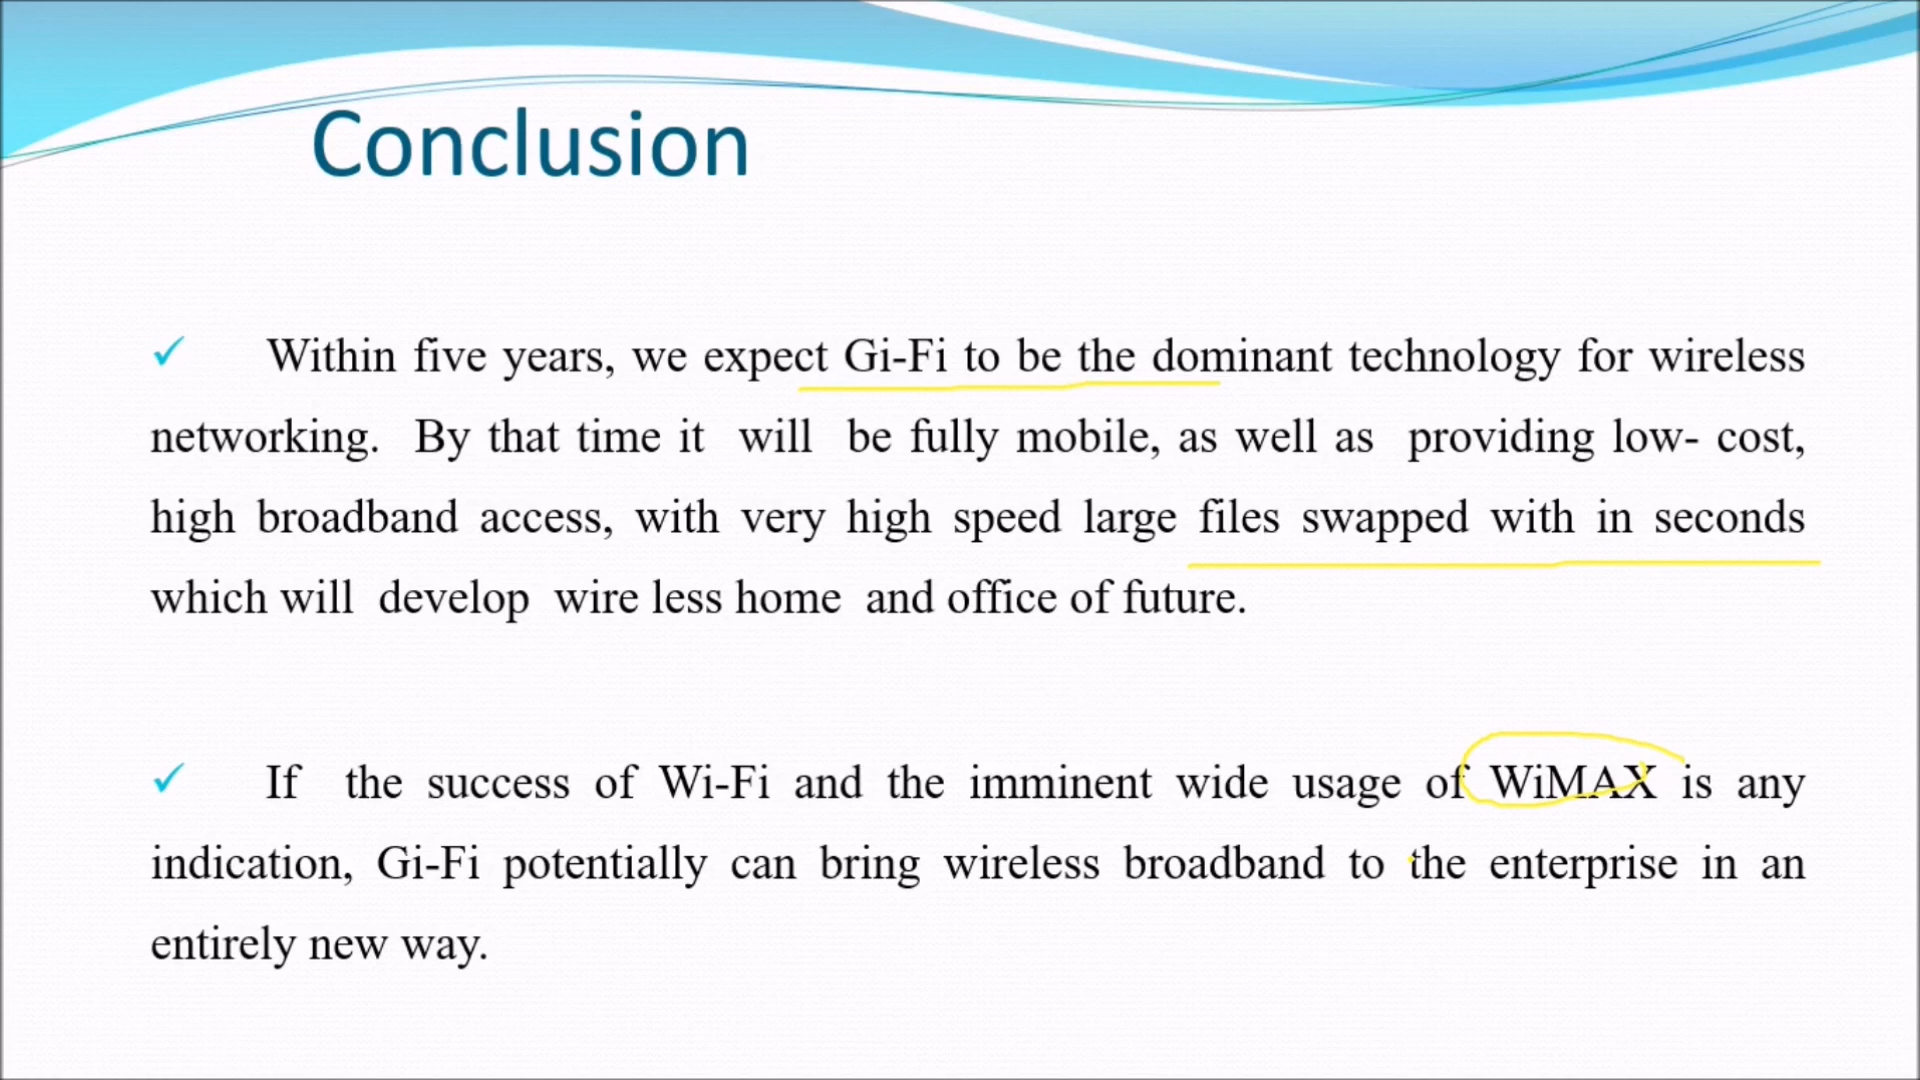 Conclusion
Within five years, we expect Gi-Fi to be the dominant technology for wireless
networking. By that time it will be fully mobile, as well as providing low- cost,
high broadband access, with very high speed large files swapped with in seconds
which will develop wire less home and office of future.
If the success of Wi-Fi and the imminent wide usage of WiMAX is any
indication, Gi-Fi potentially can bring wireless broadband to the enterprise in an
entirely new way.